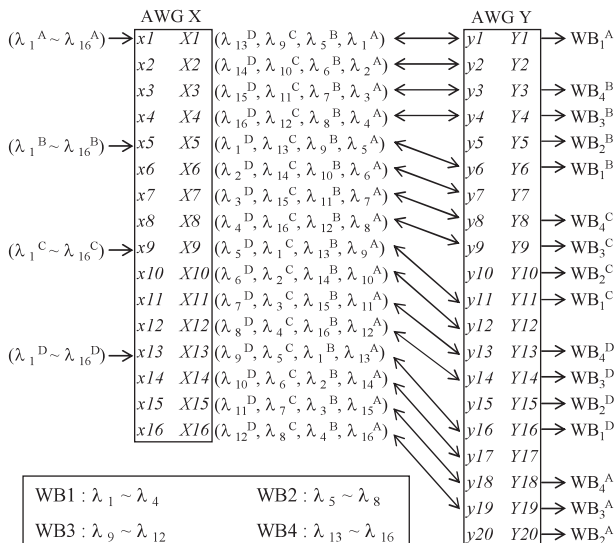 AWG X AWG Y
(λ₁ᴬ ~ λ₁₆ᴬ) x1 X1 (λ₁₃ᴰ, λ₉ᶜ, λ₅ᴮ, λ₁ᴬ) y1 Y1 WB₁ᴬ
x2 X2 (λ₁₄ᴰ, λ₁₀ᶜ, λ₆ᴮ, λ₂ᴬ) y2 Y2
x3 X3 (λ₁₅ᴰ, λ₁₁ᶜ, λ₇ᴮ, λ₃ᴬ) y3 Y3 WB₄ᴮ
x4 X4 (λ₁₆ᴰ, λ₁₂ᶜ, λ₈ᴮ, λ₄ᴬ) y4 Y4 WB₃ᴮ
(λ₁ᴮ ~ λ₁₆ᴮ) x5 X5 (λ₁ᴰ, λ₁₃ᶜ, λ₉ᴮ, λ₅ᴬ) y5 Y5 WB₂ᴮ
x6 X6 (λ₂ᴰ, λ₁₄ᶜ, λ₁₀ᴮ, λ₆ᴬ) y6 Y6 WB₁ᴮ
x7 X7 (λ₃ᴰ, λ₁₅ᶜ, λ₁₁ᴮ, λ₇ᴬ) y7 Y7
x8 X8 (λ₄ᴰ, λ₁₆ᶜ, λ₁₂ᴮ, λ₈ᴬ) y8 Y8 WB₄ᶜ
(λ₁ᶜ ~ λ₁₆ᶜ) x9 X9 (λ₅ᴰ, λ₁ᶜ, λ₁₃ᴮ, λ₉ᴬ) y9 Y9 WB₃ᶜ
x10 X10 (λ₆ᴰ, λ₂ᶜ, λ₁₄ᴮ, λ₁₀ᴬ) y10 Y10 WB₂ᶜ
x11 X11 (λ₇ᴰ, λ₃ᶜ, λ₁₅ᴮ, λ₁₁ᴬ) y11 Y11 WB₁ᶜ
x12 X12 (λ₈ᴰ, λ₄ᶜ, λ₁₆ᴮ, λ₁₂ᴬ) y12 Y12
(λ₁ᴰ ~ λ₁₆ᴰ) x13 X13 (λ₉ᴰ, λ₅ᶜ, λ₁ᴮ, λ₁₃ᴬ) y13 Y13 WB₄ᴰ
x14 X14 (λ₁₀ᴰ, λ₆ᶜ, λ₂ᴮ, λ₁₄ᴬ) y14 Y14 WB₃ᴰ
x15 X15 (λ₁₁ᴰ, λ₇ᶜ, λ₃ᴮ, λ₁₅ᴬ) y15 Y15 WB₂ᴰ
x16 X16 (λ₁₂ᴰ, λ₈ᶜ, λ₄ᴮ, λ₁₆ᴬ) y16 Y16 WB₁ᴰ
y17 Y17
y18 Y18 WB₄ᴬ
y19 Y19 WB₃ᴬ
y20 Y20 WB₂ᴬ
WB1 : λ₁ ~ λ₄ WB2 : λ₅ ~ λ₈
WB3 : λ₉ ~ λ₁₂ WB4 : λ₁₃ ~ λ₁₆